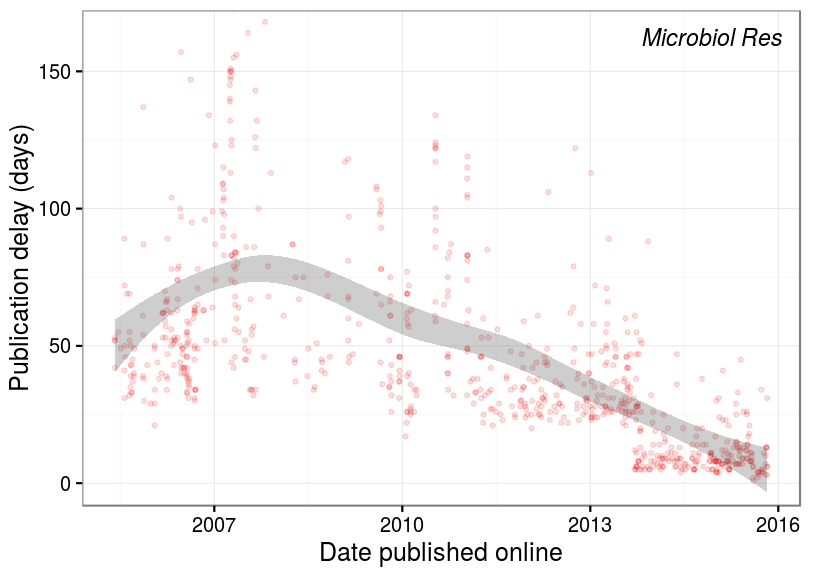 Microbiol Res
150
100
50
0
2007 2010 2013 2016
Date published online
Publication delay (days)